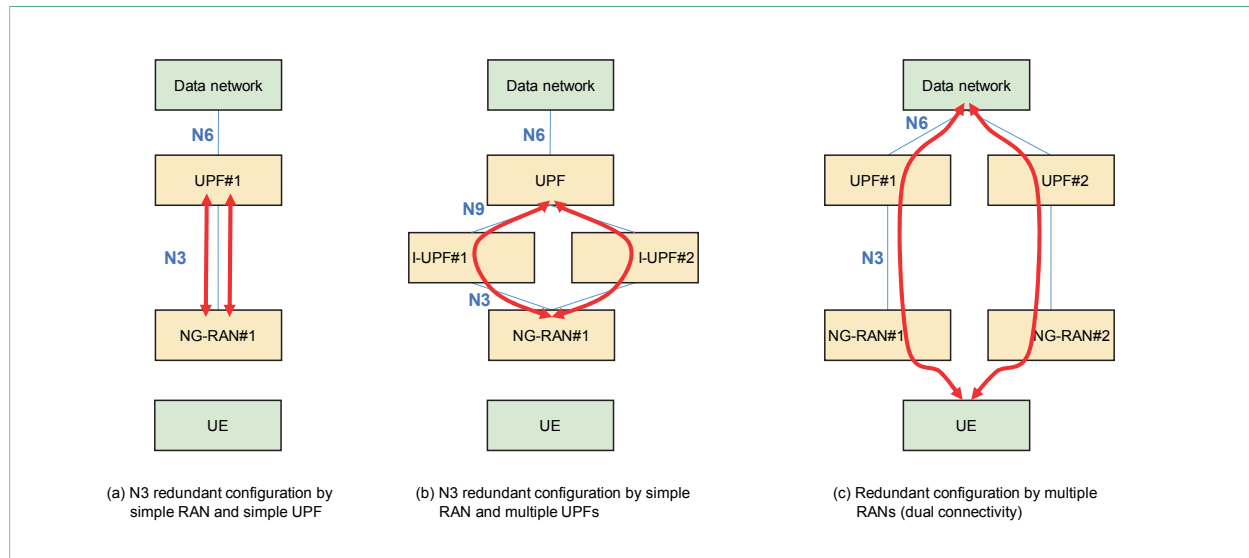 Data network
N6
UPF#1
N3
NG-RAN#1
UE
(a) N3 redundant configuration by
simple RAN and simple UPF
Data network
N6
UPF
N9
I-UPF#1
I-UPF#2
N3
NG-RAN#1
UE
(b) N3 redundant configuration by simple
RAN and multiple UPFs
Data network
N6
UPF#1
UPF#2
N3
NG-RAN#1
NG-RAN#2
UE
(c) Redundant configuration by multiple
RANs (dual connectivity)